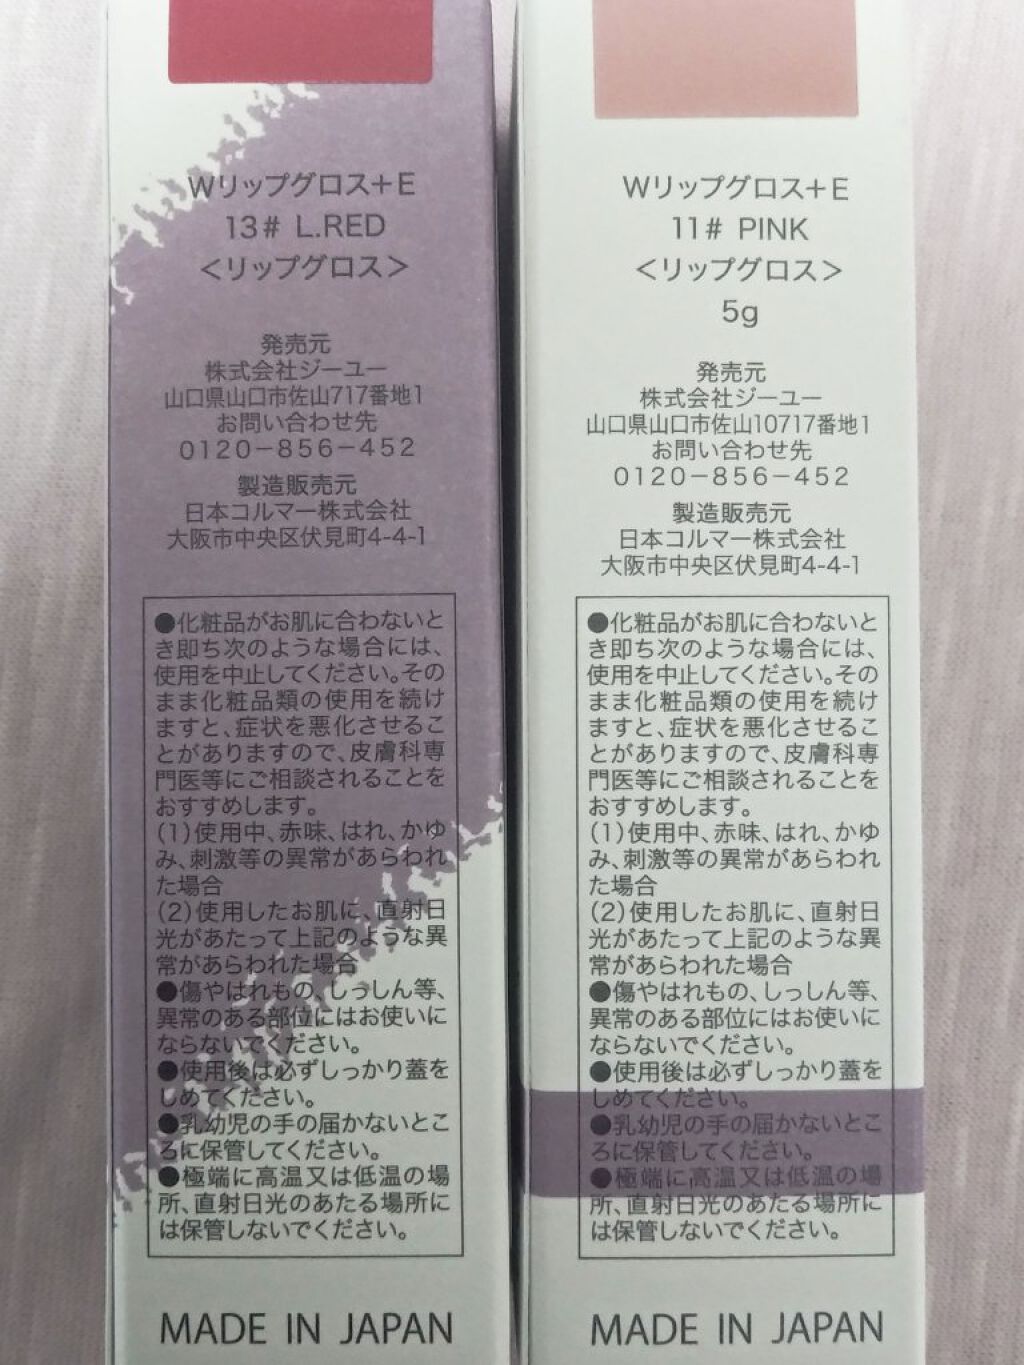 Wリップグロス+E
13# L.RED
＜リップグロス＞
発売元
株式会社ジーユー
山口県山口市佐山717番地1
お問い合わせ先
0120-856-452
製造販売元
日本コルマー株式会社
大阪市中央区伏見町4-4-1
●化粧品がお肌に合わないと
き即ち次のような場合には、
使用を中止してください。その
まま化粧品類の使用を続け
ますと、症状を悪化させるこ
とがありますので、皮膚科専
門医等にご相談されることを
おすすめします。
(1)使用中、赤味、はれ、かゆ
み、刺激等の異常があらわれ
た場合
(2)使用したお肌に、直射日
光があたって上記のような異
常があらわれた場合
●傷やはれもの、しっしん等、
異常のある部位にはお使いに
ならないでください。
●使用後は必ずしっかり蓋を
しめてください。
●乳幼児の手の届かないとこ
ろに保管してください。
●極端に高温又は低温の場
所、直射日光のあたる場所に
は保管しないでください。
MADE IN JAPAN
Wリップグロス+E
11# PINK
＜リップグロス＞
5g
発売元
株式会社ジーユー
山口県山口市佐山10717番地1
お問い合わせ先
0120-856-452
製造販売元
日本コルマー株式会社
大阪市中央区伏見町4-4-1
●化粧品がお肌に合わないと
き即ち次のような場合には、
使用を中止してください。その
まま化粧品類の使用を続け
ますと、症状を悪化させるこ
とがありますので、皮膚科専
門医等にご相談されることを
おすすめします。
(1)使用中、赤味、はれ、かゆ
み、刺激等の異常があらわれ
た場合
(2)使用したお肌に、直射日
光があたって上記のような異
常があらわれた場合
●傷やはれもの、しっしん等、
異常のある部位にはお使いに
ならないでください。
●使用後は必ずしっかり蓋を
しめてください。
●乳幼児の手の届かないとこ
ろに保管してください。
●極端に高温又は低温の場
所、直射日光のあたる場所に
は保管しないでください。
MADE IN JAPAN